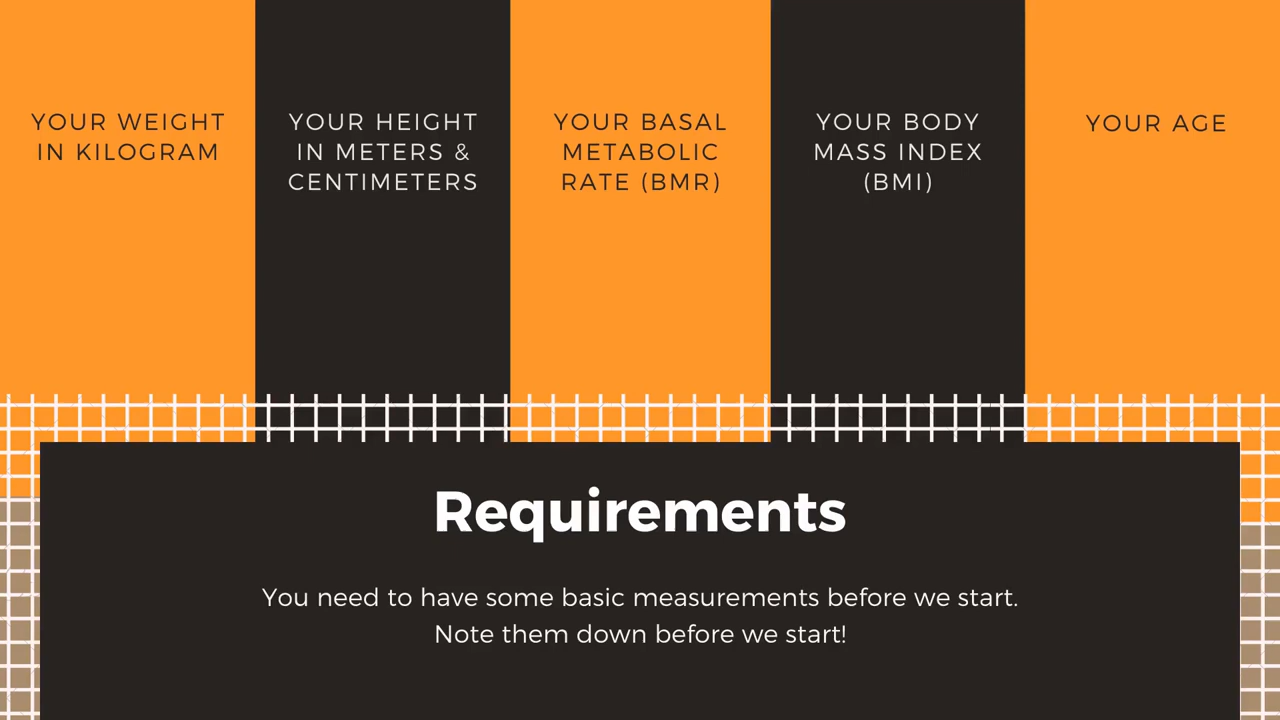 YOUR WEIGHT
IN KILOGRAM
YOUR HEIGHT
IN METERS &
CENTIMETERS
YOUR BASAL
METABOLIC
RATE (BMR)
YOUR BODY
MASS INDEX
(BMI)
YOUR AGE
Requirements
You need to have some basic measurements before we start.
Note them down before we start!